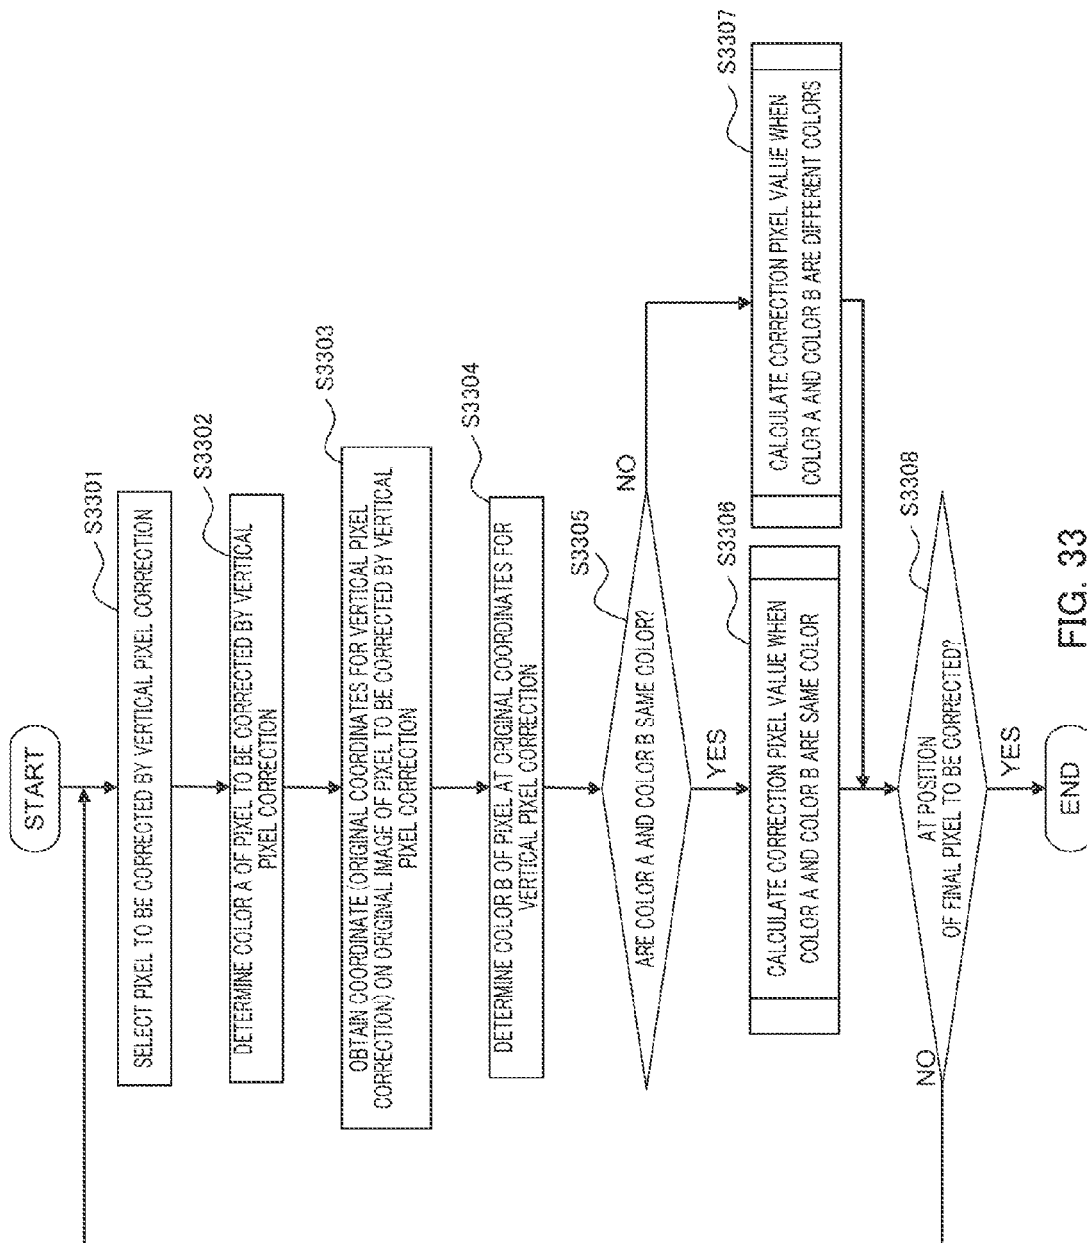 START
S3301
SELECT PIXEL TO BE CORRECTED BY VERTICAL PIXEL CORRECTION
S3302
DETERMINE COLOR A OF PIXEL TO BE CORRECTED BY VERTICAL
PIXEL CORRECTION
S3303
OBTAIN COORDINATE (ORIGINAL COORDINATES FOR VERTICAL PIXEL
CORRECTION) ON ORIGINAL IMAGE OF PIXEL TO BE CORRECTED BY VERTICAL
PIXEL CORRECTION
S3304
DETERMINE COLOR B OF PIXEL AT ORIGINAL COORDINATES FOR
VERTICAL PIXEL CORRECTION
S3305
ARE COLOR A AND COLOR B SAME COLOR?
NO
YES
S3306
CALCULATE CORRECTION PIXEL VALUE WHEN
COLOR A AND COLOR B ARE SAME COLOR
S3307
CALCULATE CORRECTION PIXEL VALUE WHEN
COLOR A AND COLOR B ARE DIFFERENT COLORS
S3308
AT POSITION
OF FINAL PIXEL TO BE CORRECTED?
NO
YES
END
FIG. 33